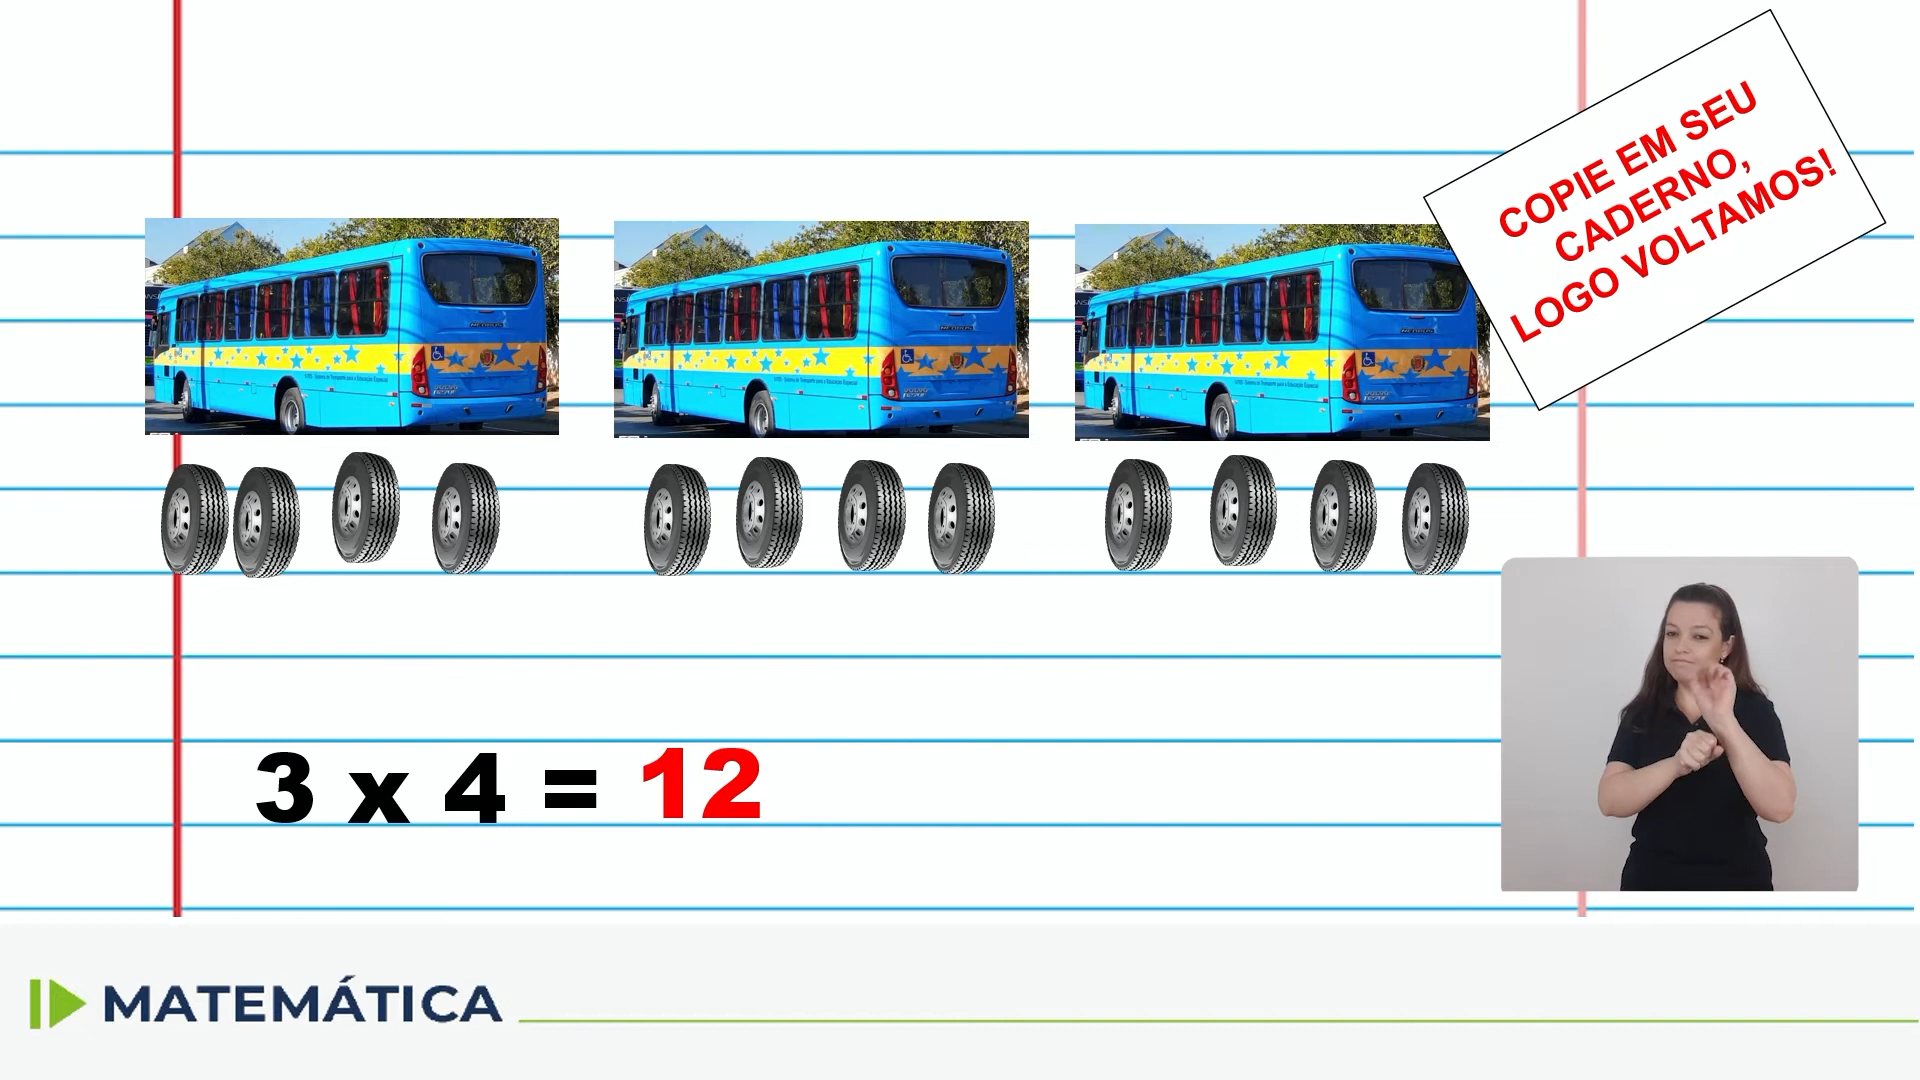 COPIE EM SEU
CADERNO,
LOGO VOLTAMOS!
3 x 4 = 12
MATEMÁTICA